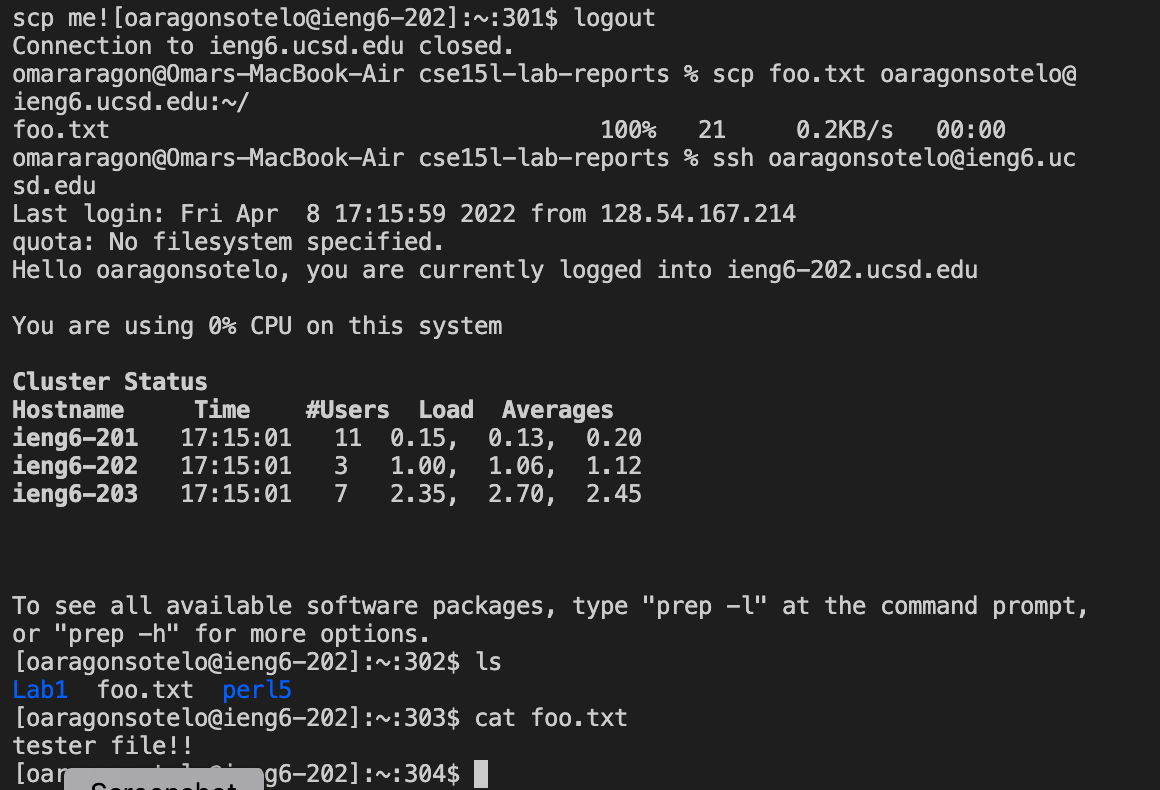 scp me![oaragonsotelo@ieng6-202]:~:301$ logout
Connection to ieng6.ucsd.edu closed.
omararagon@Omars-MacBook-Air cse15l-lab-reports % scp foo.txt oaragonsotelo@
ieng6.ucsd.edu:~/
foo.txt 100% 21 0.2KB/s 00:00
omararagon@Omars-MacBook-Air cse15l-lab-reports % ssh oaragonsotelo@ieng6.uc
sd.edu
Last login: Fri Apr 8 17:15:59 2022 from 128.54.167.214
quota: No filesystem specified.
Hello oaragonsotelo, you are currently logged into ieng6-202.ucsd.edu
You are using 0% CPU on this system
Cluster Status
Hostname Time #Users Load Averages
ieng6-201 17:15:01 11 0.15, 0.13, 0.20
ieng6-202 17:15:01 3 1.00, 1.06, 1.12
ieng6-203 17:15:01 7 2.35, 2.70, 2.45
To see all available software packages, type "prep -l" at the command prompt,
or "prep -h" for more options.
[oaragonsotelo@ieng6-202]:~:302$ ls
Lab1 foo.txt perl5
[oaragonsotelo@ieng6-202]:~:303$ cat foo.txt
tester file!!
g6-202]:~:304$
Screenshot